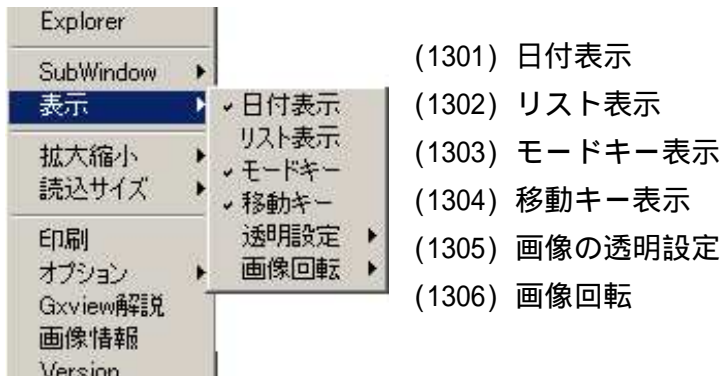 Explorer
SubWindow
表示
拡大縮小
読込サイズ
印刷
オプション
Gxview解説
画像情報
Version
日付表示
リスト表示
モードキー
移動キー
透明設定
画像回転
(1301) 日付表示
(1302) リスト表示
(1303) モードキー表示
(1304) 移動キー表示
(1305) 画像の透明設定
(1306) 画像回転